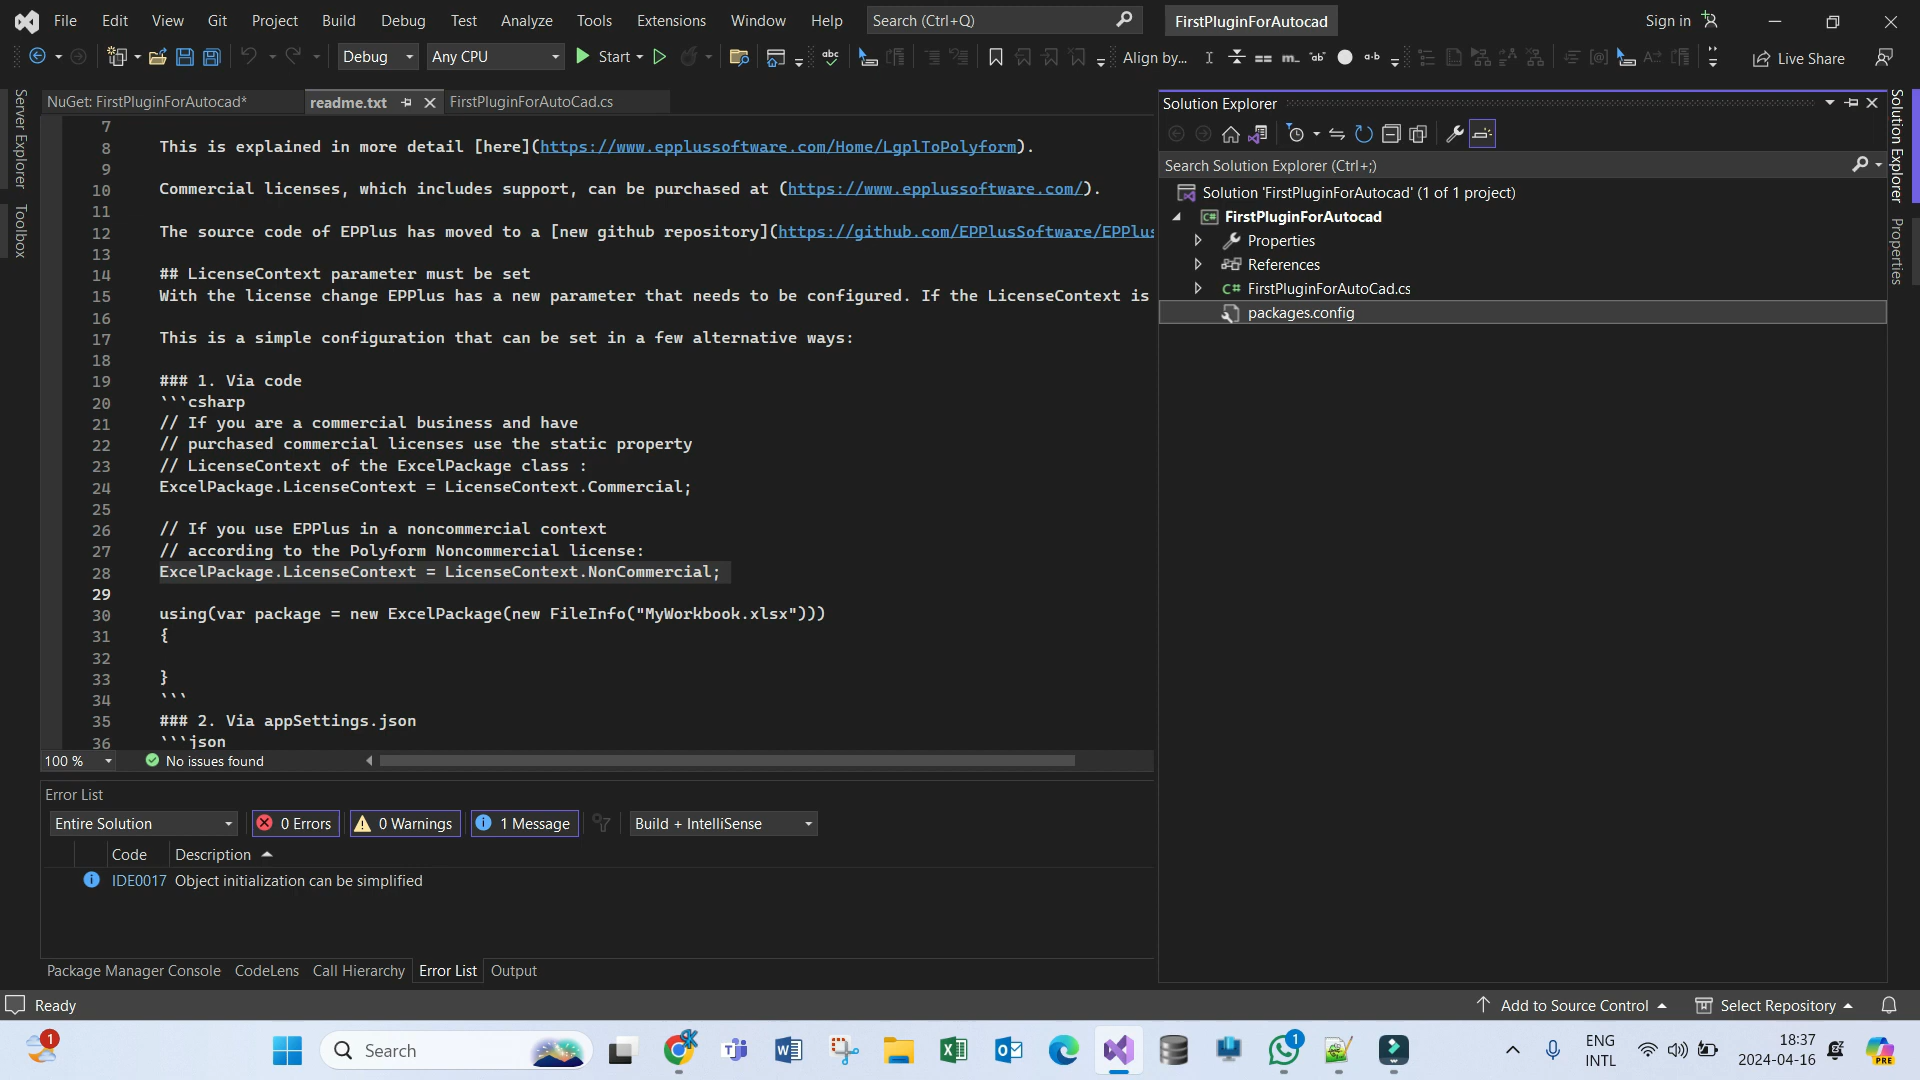 File Edit View Git Project Build Debug Test Analyze Tools Extensions Window Help Search (Ctrl+Q) FirstPluginForAutocad Sign in
Debug Any CPU Start Align by... Live Share
NuGet: FirstPluginForAutocad* readme.txt FirstPluginForAutoCad.cs
Server Explorer
Toolbox
7
8 This is explained in more detail [here](https://www.epplussoftware.com/Home/LgplToPolyform).
9
10 Commercial licenses, which includes support, can be purchased at (https://www.epplussoftware.com/).
11
12 The source code of EPPlus has moved to a [new github repository](https://github.com/EPPlusSoftware/EPPlus
13
14 ## LicenseContext parameter must be set
15 With the license change EPPlus has a new parameter that needs to be configured. If the LicenseContext is
16
17 This is a simple configuration that can be set in a few alternative ways:
18
19 ### 1. Via code
20 ```csharp
21 // If you are a commercial business and have
22 // purchased commercial licenses use the static property
23 // LicenseContext of the ExcelPackage class :
24 ExcelPackage.LicenseContext = LicenseContext.Commercial;
25
26 // If you use EPPlus in a noncommercial context
27 // according to the Polyform Noncommercial license:
28 ExcelPackage.LicenseContext = LicenseContext.NonCommercial;
29
30 using(var package = new ExcelPackage(new FileInfo("MyWorkbook.xlsx")))
31 {
32
33 }
34 ```
35 ### 2. Via appSettings.json
36 ```json
100 % No issues found
Error List
Entire Solution 0 Errors 0 Warnings 1 Message Build + IntelliSense
Code Description
IDE0017 Object initialization can be simplified
Package Manager Console CodeLens Call Hierarchy Error List Output
Solution Explorer
Search Solution Explorer (Ctrl+;)
Solution 'FirstPluginForAutocad' (1 of 1 project)
FirstPluginForAutocad
Properties
References
C# FirstPluginForAutoCad.cs
packages.config
Solution Explorer
Properties
Ready Add to Source Control Select Repository
1 Search 1 ENG INTL 18:37 2024-04-16 PRE